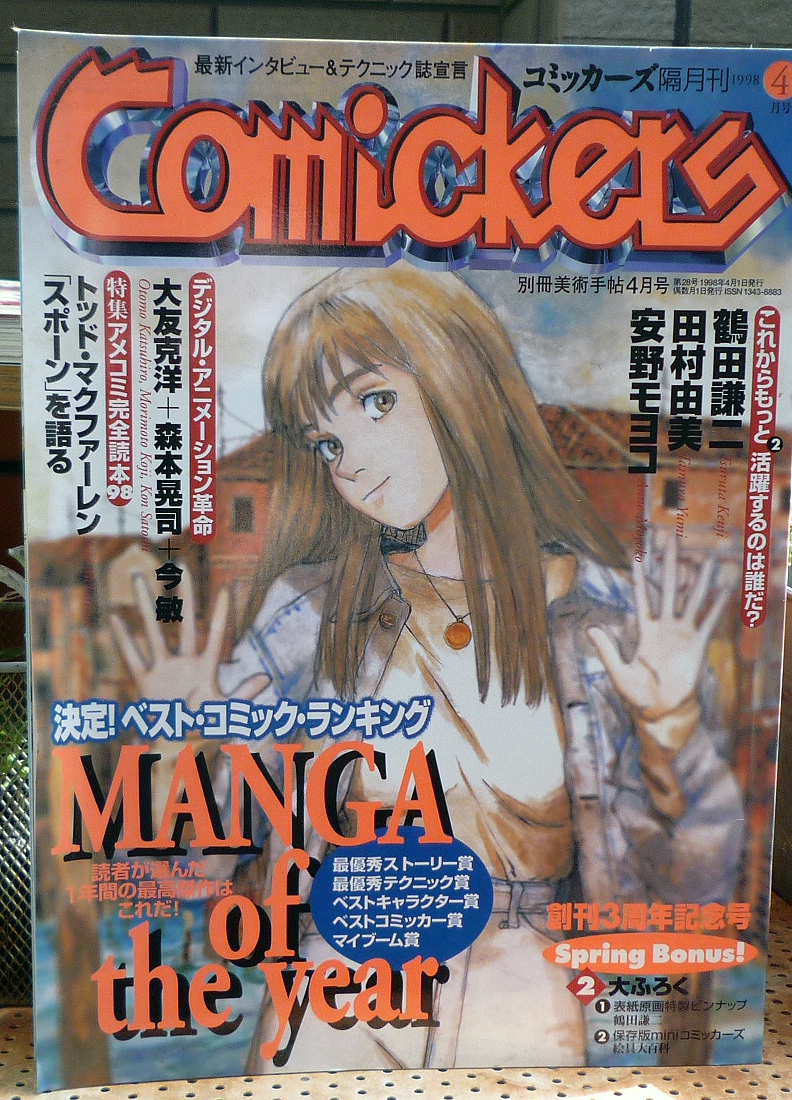 最新インタビュー&テクニック誌宣言
コミッカーズ隔月刊1998 4月号
Comickers
別冊美術手帖4月号 第28号1998年4月1日発行
偶数月1日発行 ISSN 1343-8883
これからもっと❷活躍するのは誰だ?
鶴田謙二
Tsuruta Kenji
田村由美
Tamura Yumi
安野モヨコ
デジタル・アニメーション革命
大友克洋+森本晃司+今 敏
Otomo Katsuhiro, Morimoto Koji, Kon Satoshi
特集 アメコミ完全読本98
トッド・マクファーレン
「スポーン」を語る
決定! ベスト・コミック・ランキング
MANGA
of
the year
読者が選んだ
1年間の最高傑作は
これだ!
最優秀ストーリー賞
最優秀テクニック賞
ベストキャラクター賞
ベストコミッカー賞
マイブーム賞
創刊3周年記念号
Spring Bonus!
2大ふろく
❶表紙原画特製ピンナップ
鶴田謙
❷保存版miniコミッカーズ
絵具大百科